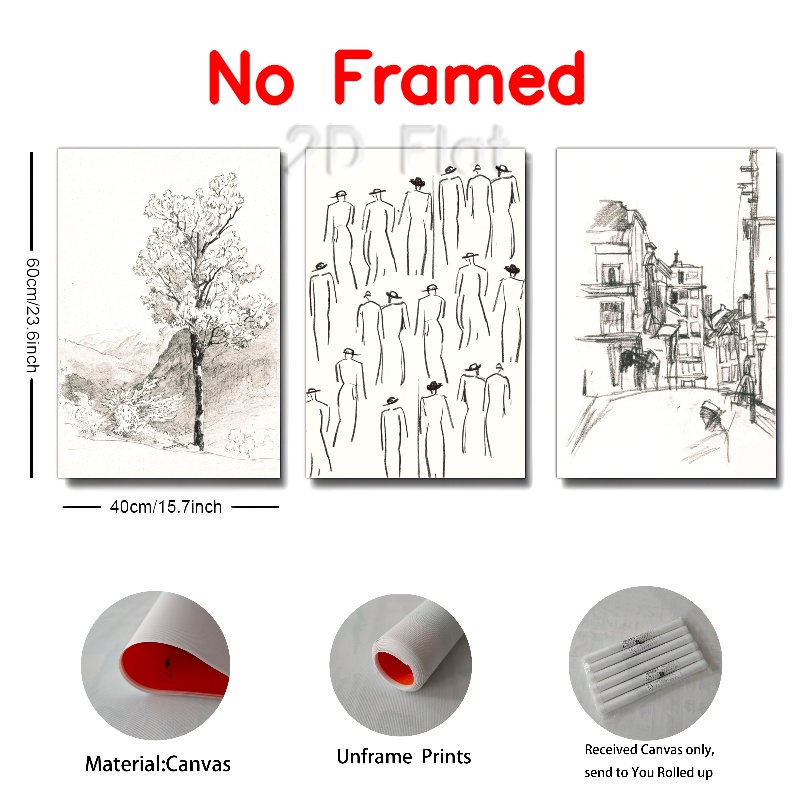 No Framed
2D Flat
60cm/23.6inch
40cm/15.7inch
Material:Canvas
Unframe Prints
Received Canvas only,
send to You Rolled up